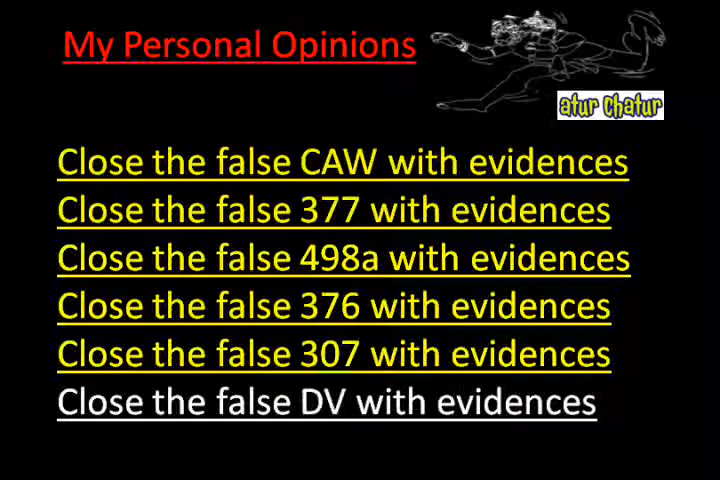 My Personal Opinions
atur chatur
Close the false CAW with evidences
Close the false 377 with evidences
Close the false 498a with evidences
Close the false 376 with evidences
Close the false 307 with evidences
Close the false DV with evidences